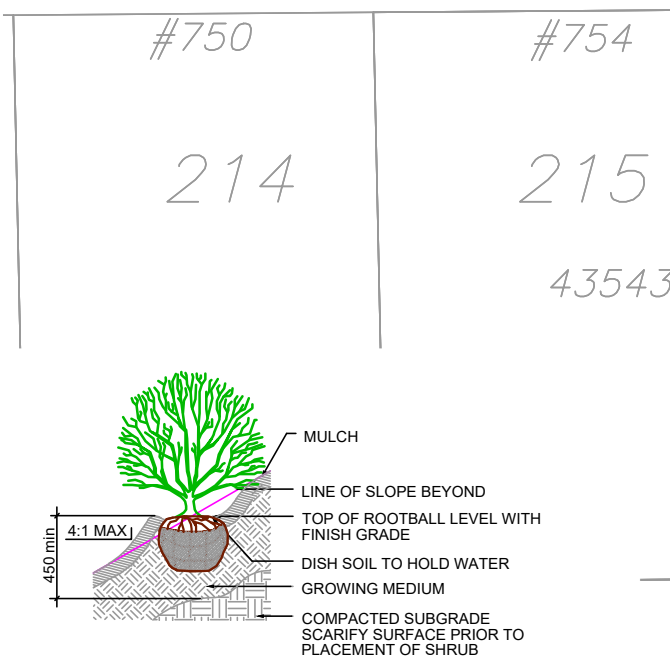 #750
#754
214
215
43543
MULCH
LINE OF SLOPE BEYOND
TOP OF ROOTBALL LEVEL WITH
FINISH GRADE
4:1 MAX
450 min
DISH SOIL TO HOLD WATER
GROWING MEDIUM
COMPACTED SUBGRADE
SCARIFY SURFACE PRIOR TO
PLACEMENT OF SHRUB